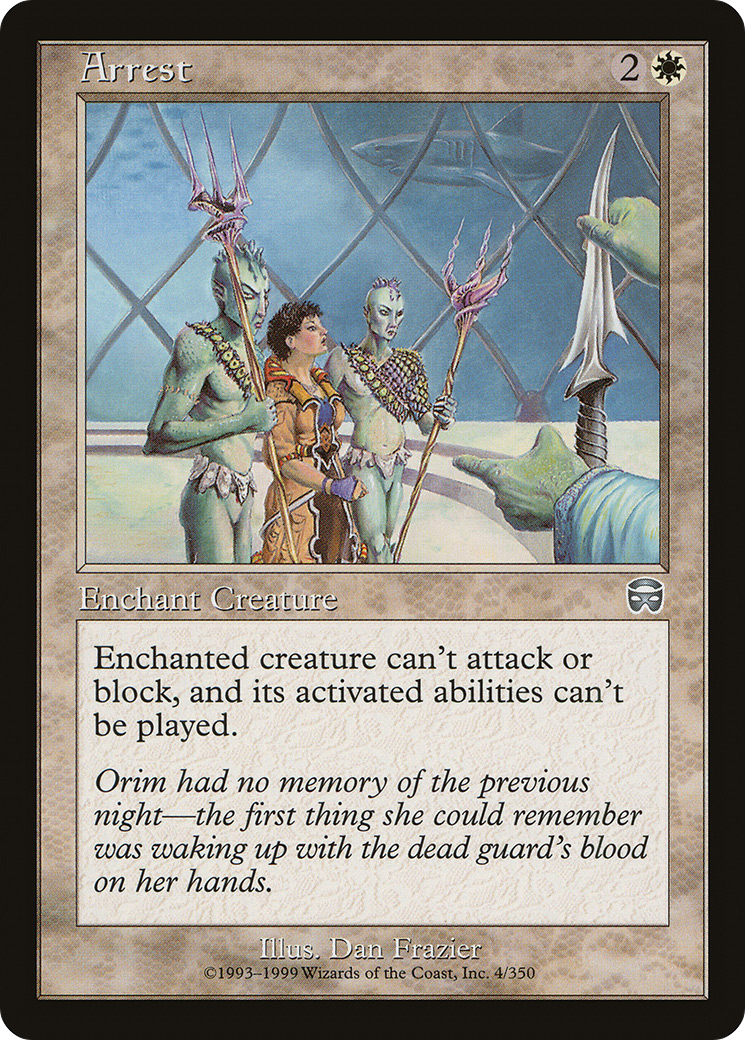 Arrest 2
Enchant Creature
Enchanted creature can't attack or
block, and its activated abilities can't
be played.
Orim had no memory of the previous
night—the first thing she could remember
was waking up with the dead guard's blood
on her hands.
Illus. Dan Frazier
©1993–1999 Wizards of the Coast, Inc. 4/350